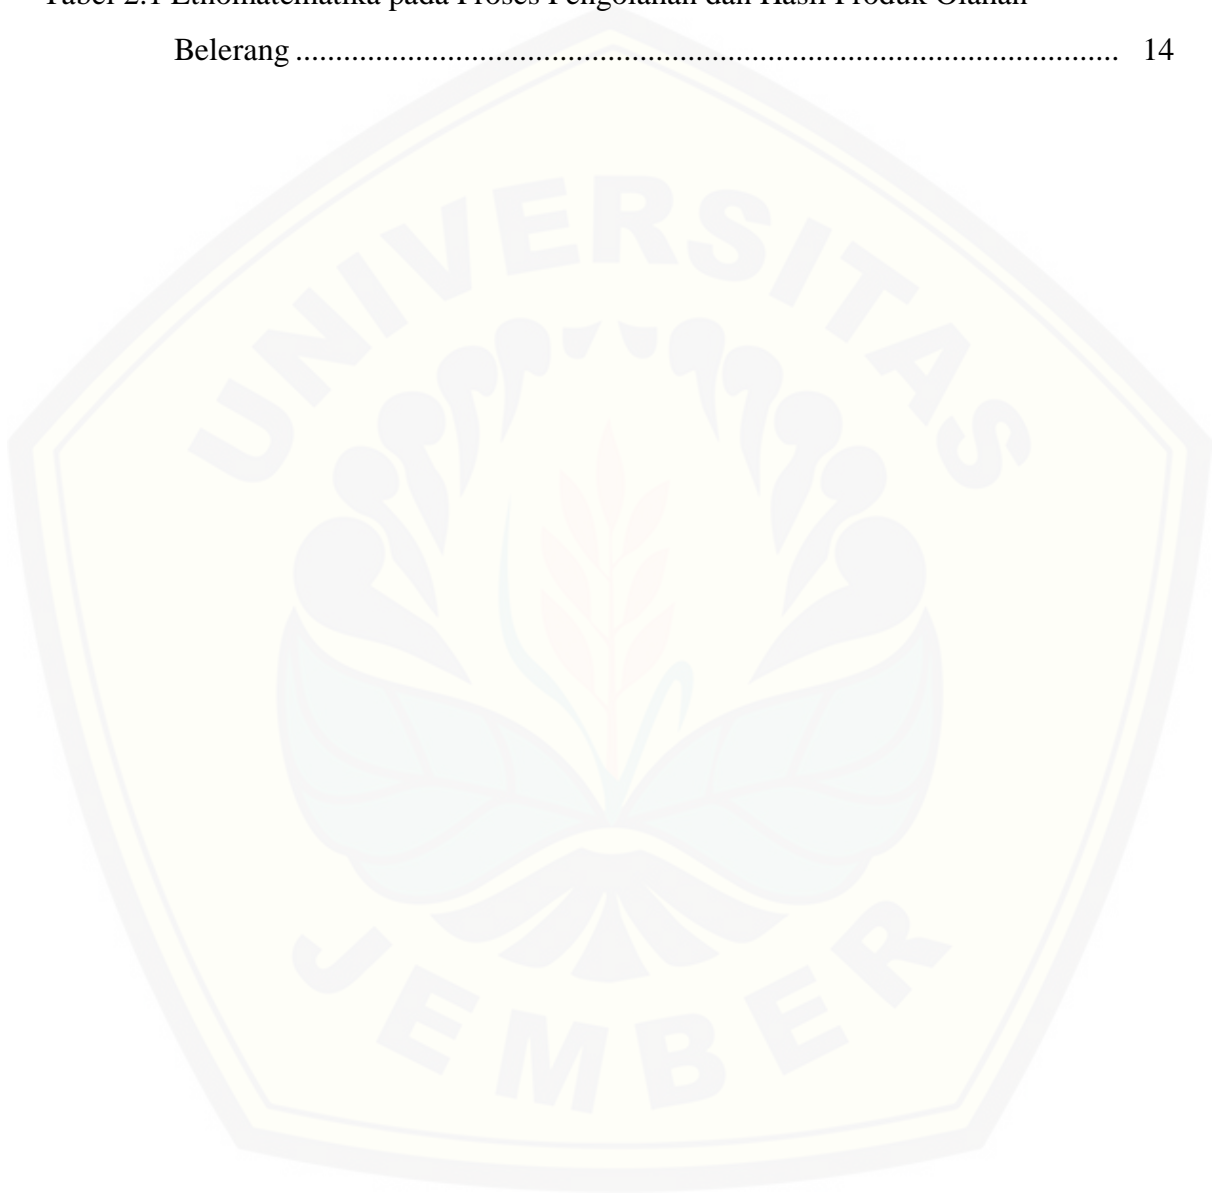 Tabel 2.1 Etnomatematika pada Proses Pengolahan dan Hasil Produk Olahan
Belerang ....................................................................................................... 14
UNIVERSITAS
JEMBER